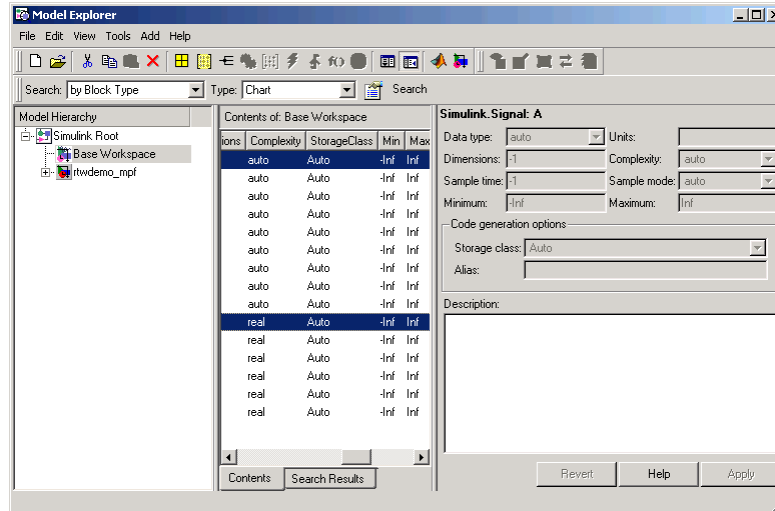 Model Explorer
File Edit View Tools Add Help
Search: by Block Type Type: Chart Search
Model Hierarchy
Simulink Root
Base Workspace
rtwdemo_mpf
Contents of: Base Workspace
ions Complexity StorageClass Min Max
auto Auto -Inf Inf
auto Auto -Inf Inf
auto Auto -Inf Inf
auto Auto -Inf Inf
auto Auto -Inf Inf
auto Auto -Inf Inf
auto Auto -Inf Inf
auto Auto -Inf Inf
auto Auto -Inf Inf
real Auto -Inf Inf
real Auto -Inf Inf
real Auto -Inf Inf
real Auto -Inf Inf
real Auto -Inf Inf
real Auto -Inf Inf
Contents Search Results
Simulink.Signal: A
Data type: auto Units:
Dimensions: -1 Complexity: auto
Sample time: -1 Sample mode: auto
Minimum: -Inf Maximum: Inf
Code generation options
Storage class: Auto
Alias:
Description:
Revert Help Apply